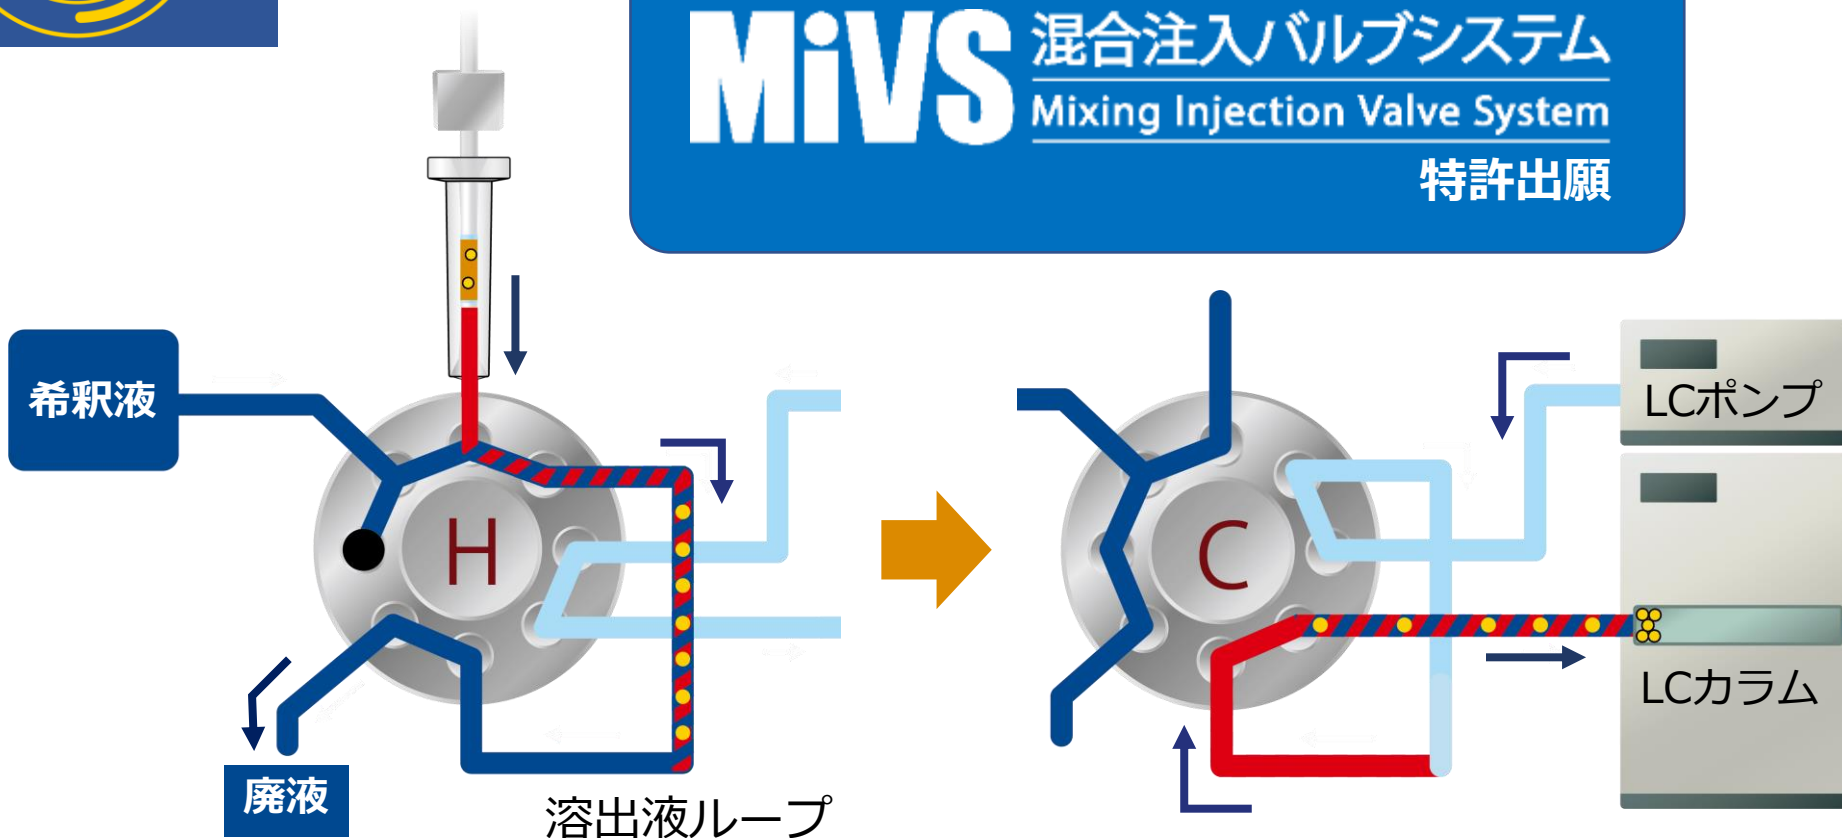 MiVS
混合注入バルブシステム
Mixing Injection Valve System
特許出願
希釈液
H
廃液
溶出液ループ
C
LCポンプ
LCカラム